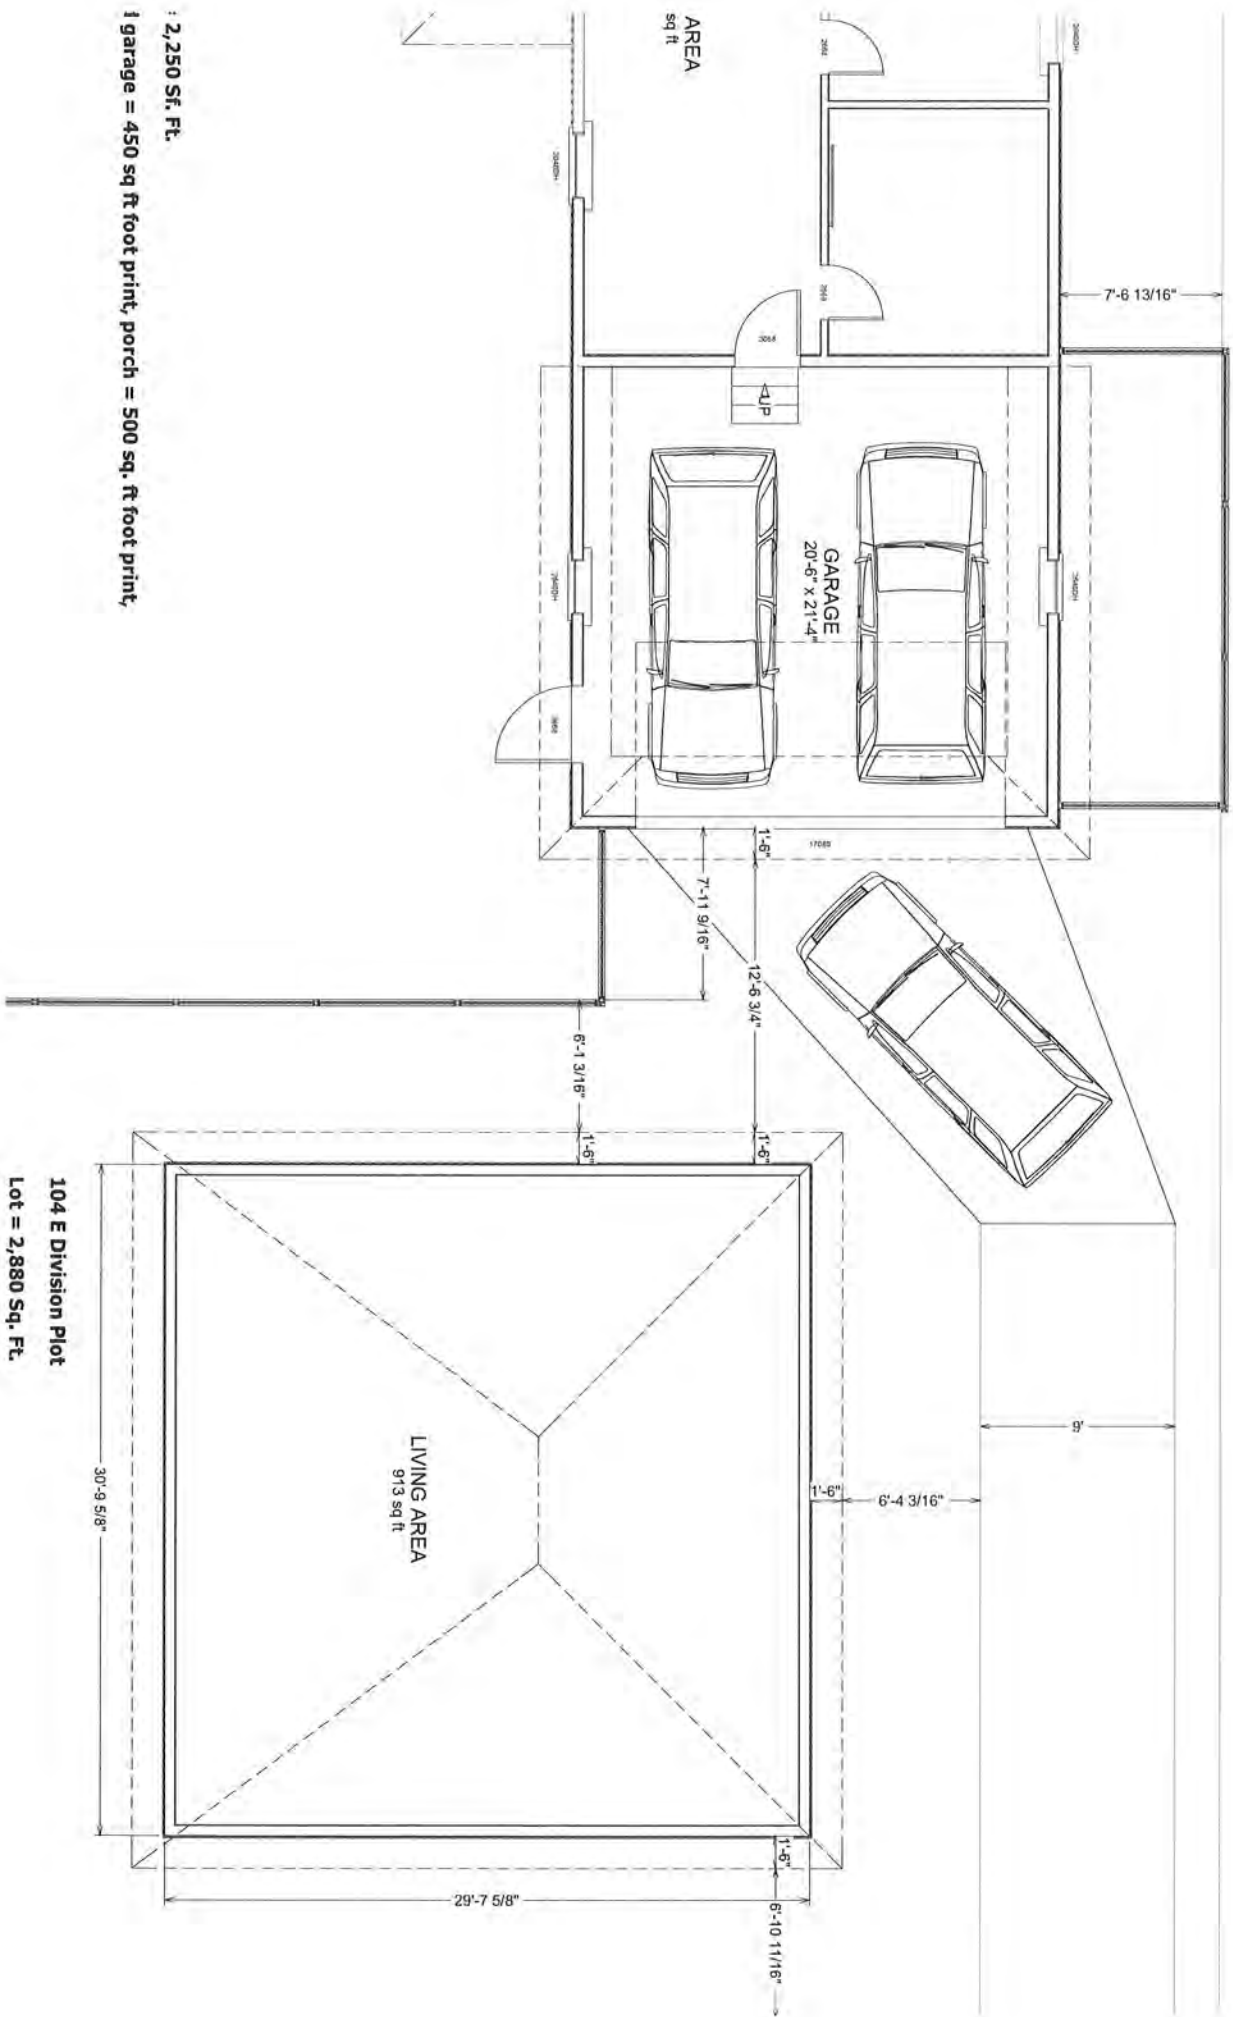 : 2,250 Sf. Ft.
garage = 450 sq ft foot print, porch = 500 sq. ft foot print,
AREA
sq ft
2668
2668
3068
UP
GARAGE
20'-6" x 21'-4"
7'-6 13/16"
3068
1'-6"
7'-11 9/16"
12'-6 3/4"
6'-1 3/16"
1'-6"
1'-6"
9'
1'-6"
6'-4 3/16"
LIVING AREA
913 sq ft
30'-9 5/8"
29'-7 5/8"
1'-6"
6'-10 11/16"
104 E Division Plot
Lot = 2,880 Sq. Ft.